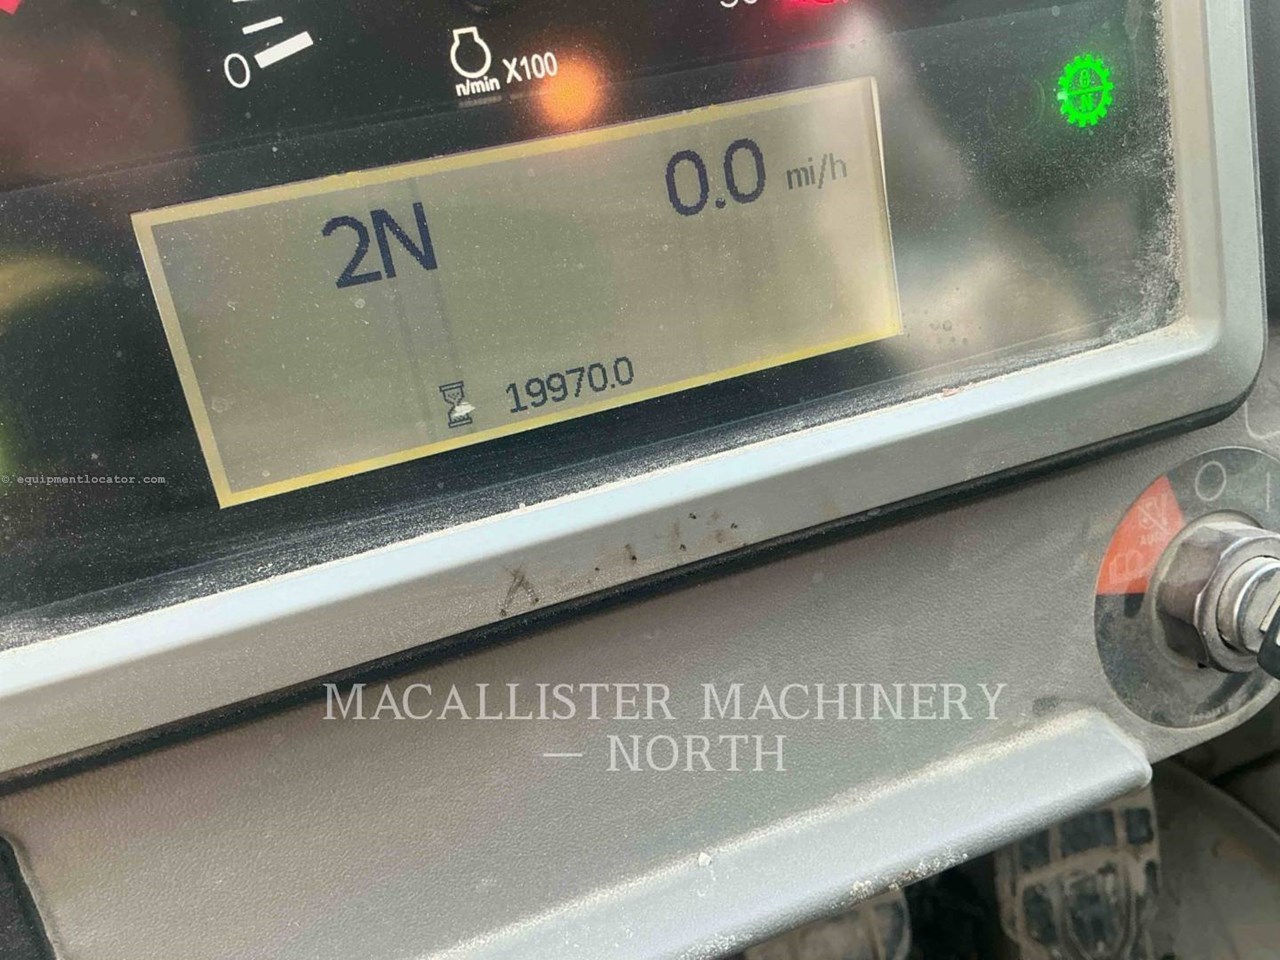 0
n/min X100
0.0 mi/h
2N
19970.0
© equipmentlocator.com
MACALLISTER MACHINERY
— NORTH